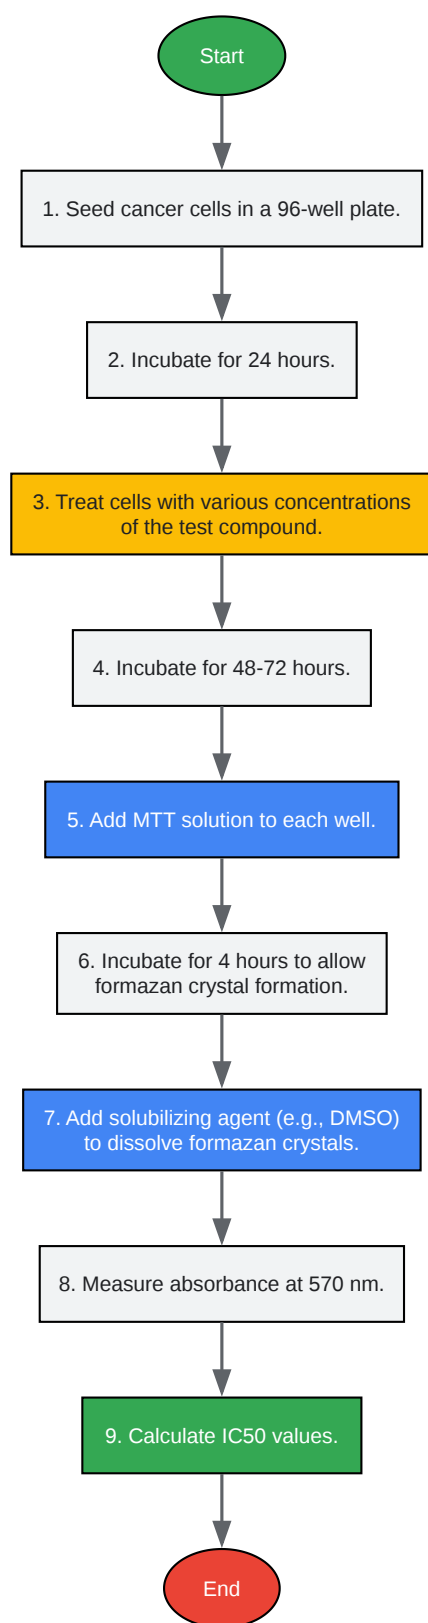 Start
1. Seed cancer cells in a 96-well plate.
2. Incubate for 24 hours.
3. Treat cells with various concentrations
of the test compound.
4. Incubate for 48-72 hours.
5. Add MTT solution to each well.
6. Incubate for 4 hours to allow
formazan crystal formation.
7. Add solubilizing agent (e.g., DMSO)
to dissolve formazan crystals.
8. Measure absorbance at 570 nm.
9. Calculate IC50 values.
End